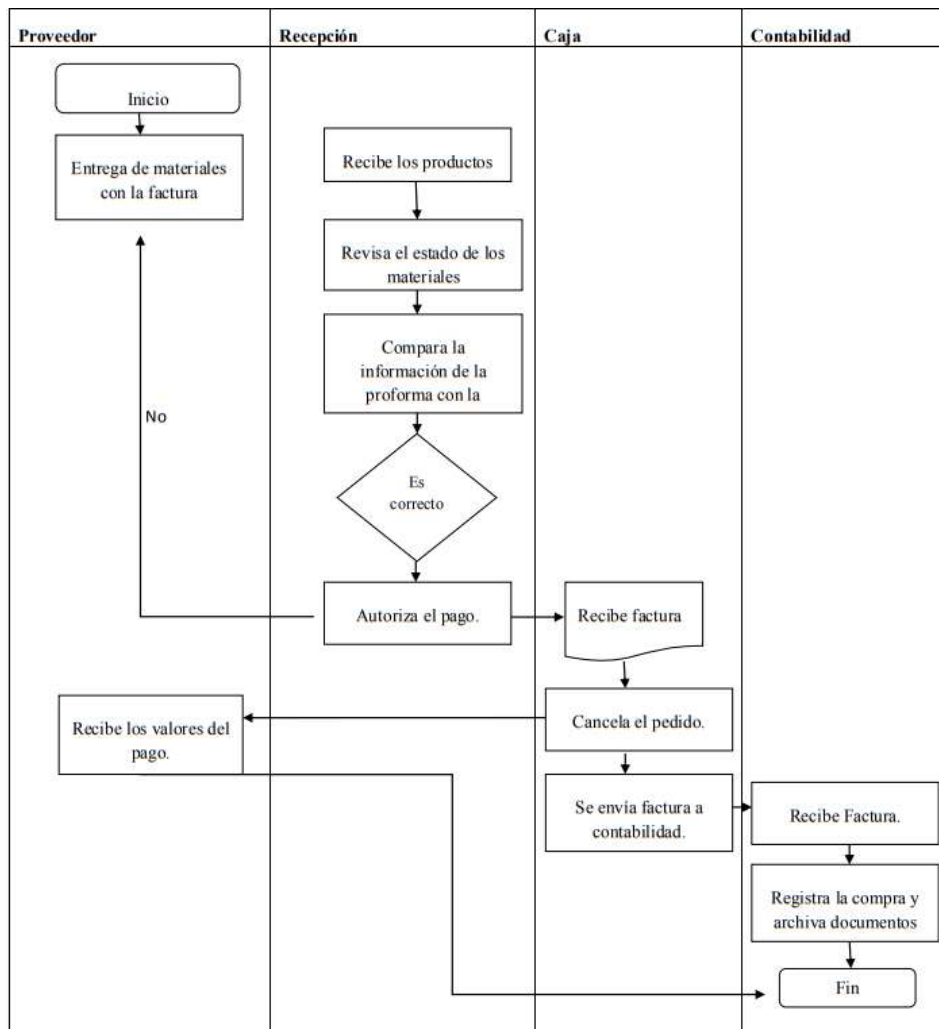 Proveedor
Recepción
Caja
Contabilidad
Inicio
Entrega de materiales
con la factura
Recibe los productos
Revisa el estado de los
materiales
Compara la
información de la
proforma con la
No
Es
correcto
Autoriza el pago.
Recibe factura
Recibe los valores del
pago.
Cancela el pedido.
Se envía factura a
contabilidad.
Recibe Factura.
Registra la compra y
archiva documentos
Fin